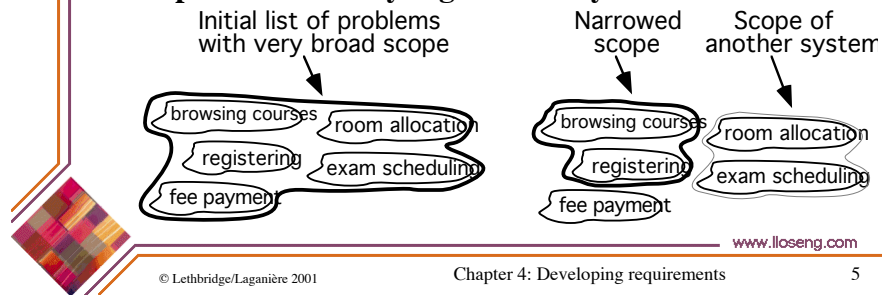 Initial list of problems
with very broad scope
Narrowed
scope
Scope of
another system
browsing courses
room allocation
registering
exam scheduling
fee payment
browsing courses
registering
fee payment
room allocation
exam scheduling
www.lloseng.com
© Lethbridge/Laganière 2001
Chapter 4: Developing requirements
5